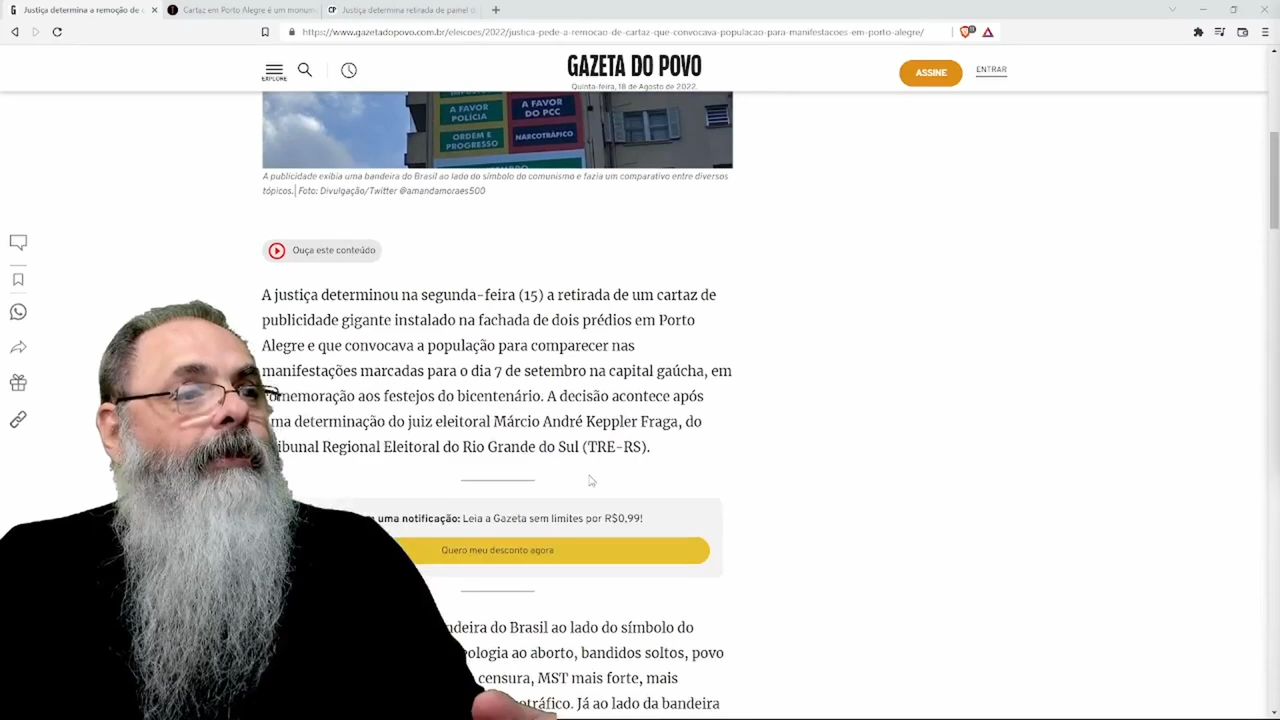 Justiça determina a remoção de c
Cartaz em Porto Alegre é um monum
CP
Justiça determina retirada de painel
https://www.gazetadopovo.com.br/eleicoes/2022/justica-pede-a-remocao-de-cartaz-que-convocava-populacao-para-manifestacoes-em-porto-alegre/
EXPLORE
GAZETA DO POVO
Quinta-feira, 18 de Agosto de 2022.
ASSINE
ENTRAR
A FAVOR
POLÍCIA
A FAVOR
DO PCC
ORDEM E
PROGRESSO
NARCOTRÁFICO
A publicidade exibia uma bandeira do Brasil ao lado do símbolo do comunismo e fazia um comparativo entre diversos
tópicos.| Foto: Divulgação/Twitter @amandamoraes500
Ouça este conteúdo
A justiça determinou na segunda-feira (15) a retirada de um cartaz de
publicidade gigante instalado na fachada de dois prédios em Porto
Alegre e que convocava a população para comparecer nas
manifestações marcadas para o dia 7 de setembro na capital gaúcha, em
omemoração aos festejos do bicentenário. A decisão acontece após
ma determinação do juiz eleitoral Márcio André Keppler Fraga, do
ibunal Regional Eleitoral do Rio Grande do Sul (TRE-RS).
uma notificação: Leia a Gazeta sem limites por R$0,99!
Quero meu desconto agora
ndeira do Brasil ao lado do símbolo do
eologia ao aborto, bandidos soltos, povo
censura, MST mais forte, mais
otráfico. Já ao lado da bandeira